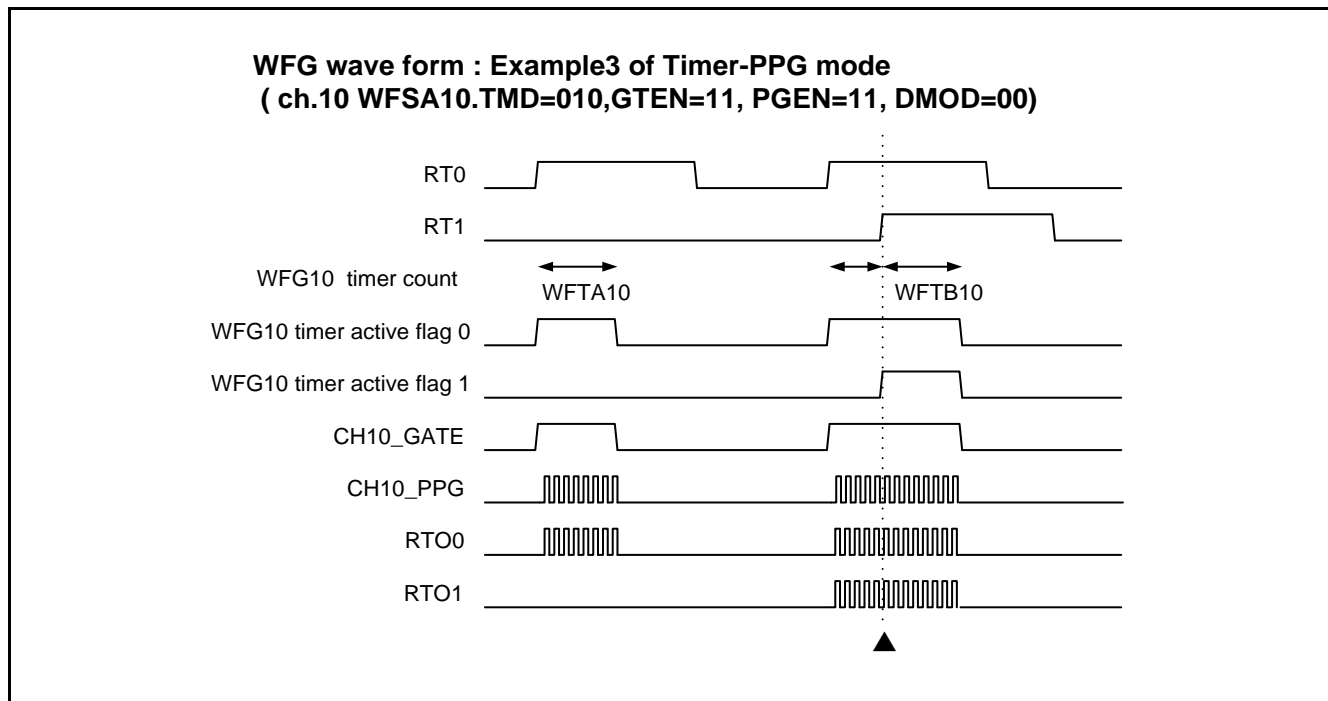 WFG wave form : Example3 of Timer-PPG mode
( ch.10 WFSA10.TMD=010,GTEN=11, PGEN=11, DMOD=00)
RT0
RT1
WFG10 timer count
WFTA10 WFTB10
WFG10 timer active flag 0
WFG10 timer active flag 1
CH10_GATE
CH10_PPG
RTO0
RTO1